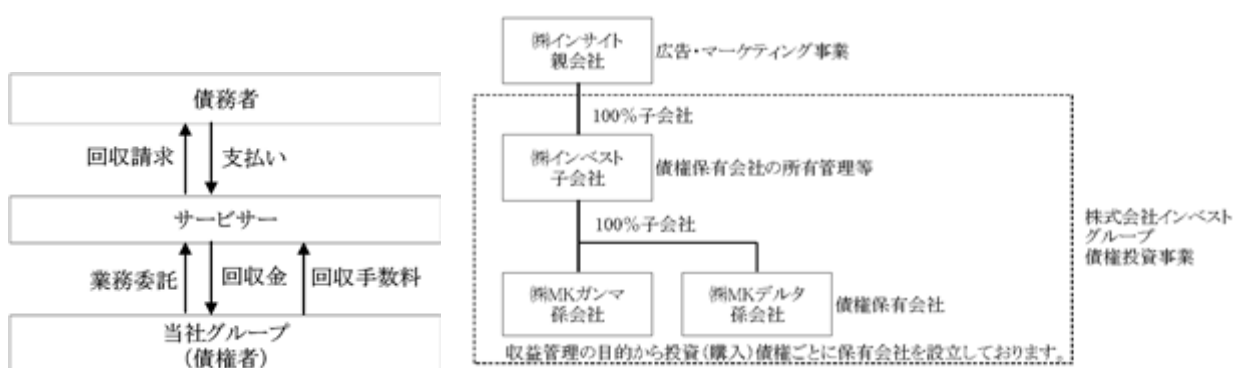 債務者
回収請求
支払い
サービサー
業務委託
回収金
回収手数料
当社グループ
(債権者)
㈱インサイト
親会社
広告・マーケティング事業
100%子会社
㈱インベスト
子会社
債権保有会社の所有管理等
100%子会社
㈱MKガンマ
孫会社
㈱MKデルタ
孫会社
債権保有会社
収益管理の目的から投資(購入)債権ごとに保有会社を設立しております。
株式会社インベスト
グループ
債権投資事業